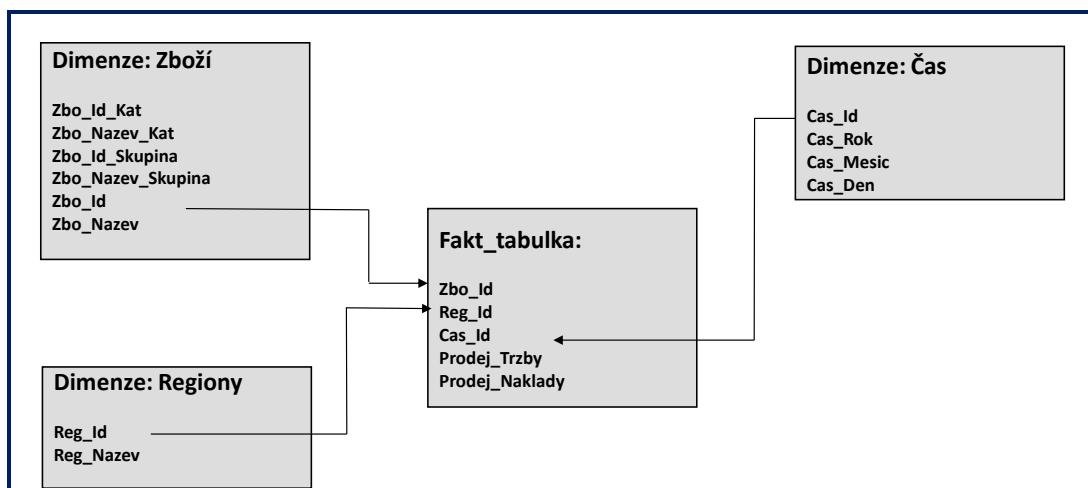 Dimenze: Zboží
Zbo_Id_Kat
Zbo_Nazev_Kat
Zbo_Id_Skupina
Zbo_Nazev_Skupina
Zbo_Id
Zbo_Nazev
Dimenze: Čas
Cas_Id
Cas_Rok
Cas_Mesic
Cas_Den
Fakt_tabulka:
Zbo_Id
Reg_Id
Cas_Id
Prodej_Trzby
Prodej_Naklady
Dimenze: Regiony
Reg_Id
Reg_Nazev